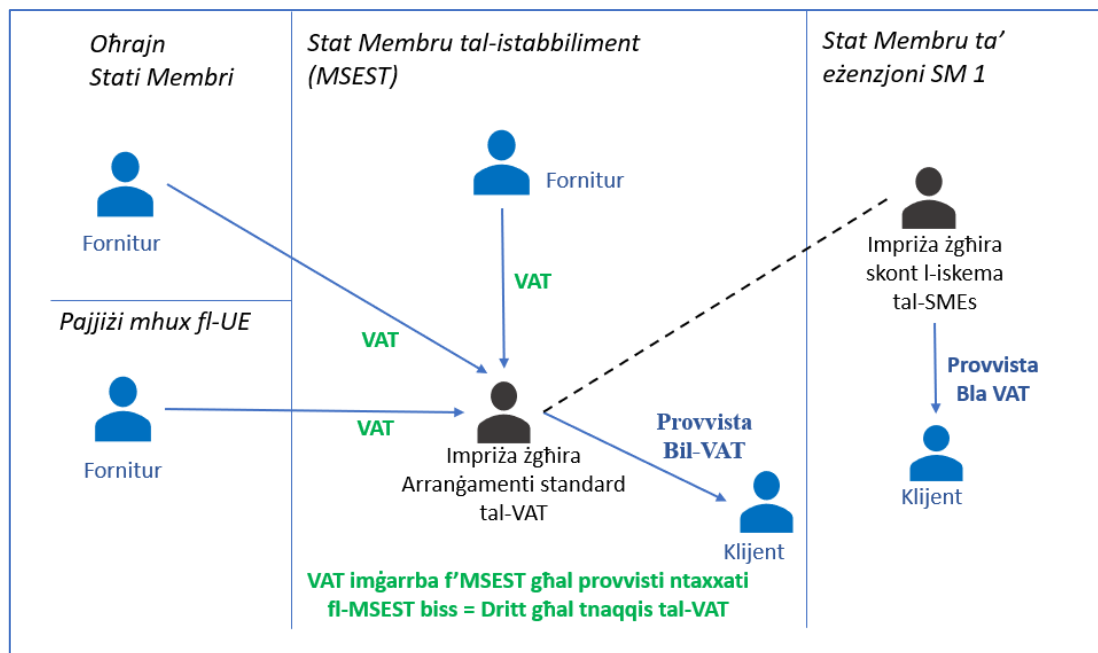 Oħrajn
Stati Membri
Fornitur
Pajjiżi mhux fl-UE
Fornitur
Stat Membru tal-istabbiliment
(MSEST)
Fornitur
VAT
VAT
VAT
Impriża żgħira
Arranġamenti standard
tal-VAT
Provvista
Bil-VAT
Klijent
VAT imġarrba f’MSEST għal provvisti ntaxxati
fl-MSEST biss = Dritt għal tnaqqis tal-VAT
Stat Membru ta’
eżenzjoni SM 1
Impriża żgħira
skont l-iskema
tal-SMEs
Provvista
Bla VAT
Klijent